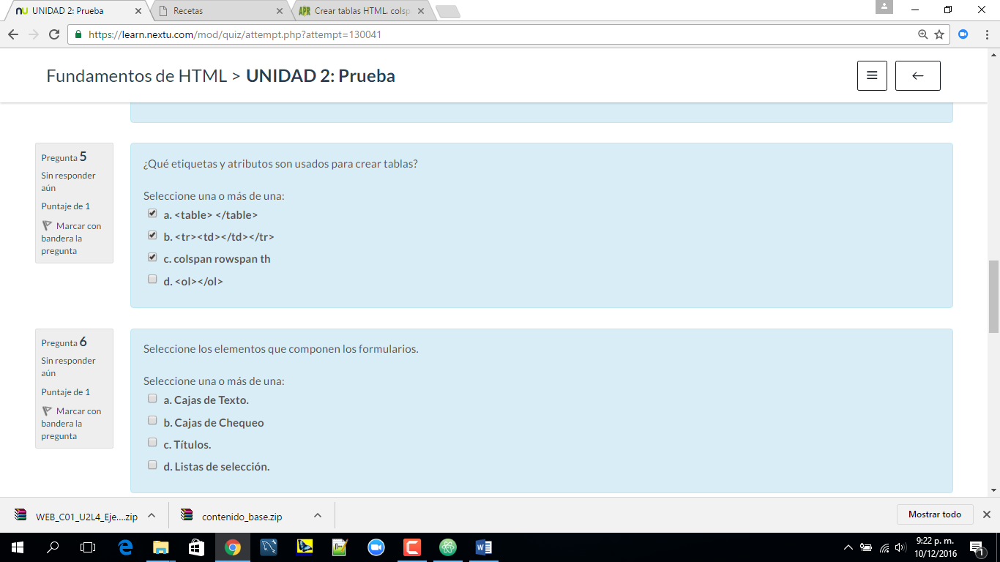 UNIDAD 2: Prueba
Recetas
APR Crear tablas HTML. colsp
https://learn.nextu.com/mod/quiz/attempt.php?attempt=130041
Fundamentos de HTML > UNIDAD 2: Prueba
Pregunta 5
Sin responder
aún
Puntaje de 1
Marcar con
bandera la
pregunta
¿Qué etiquetas y atributos son usados para crear tablas?
Seleccione una o más de una:
a. <table> </table>
b. <tr><td></td></tr>
c. colspan rowspan th
d. <ol></ol>
Pregunta 6
Sin responder
aún
Puntaje de 1
Marcar con
bandera la
pregunta
Seleccione los elementos que componen los formularios.
Seleccione una o más de una:
a. Cajas de Texto.
b. Cajas de Chequeo
c. Títulos.
d. Listas de selección.
WEB_C01_U2L4_Eje....zip
contenido_base.zip
Mostrar todo
9:22 p. m.
10/12/2016
1